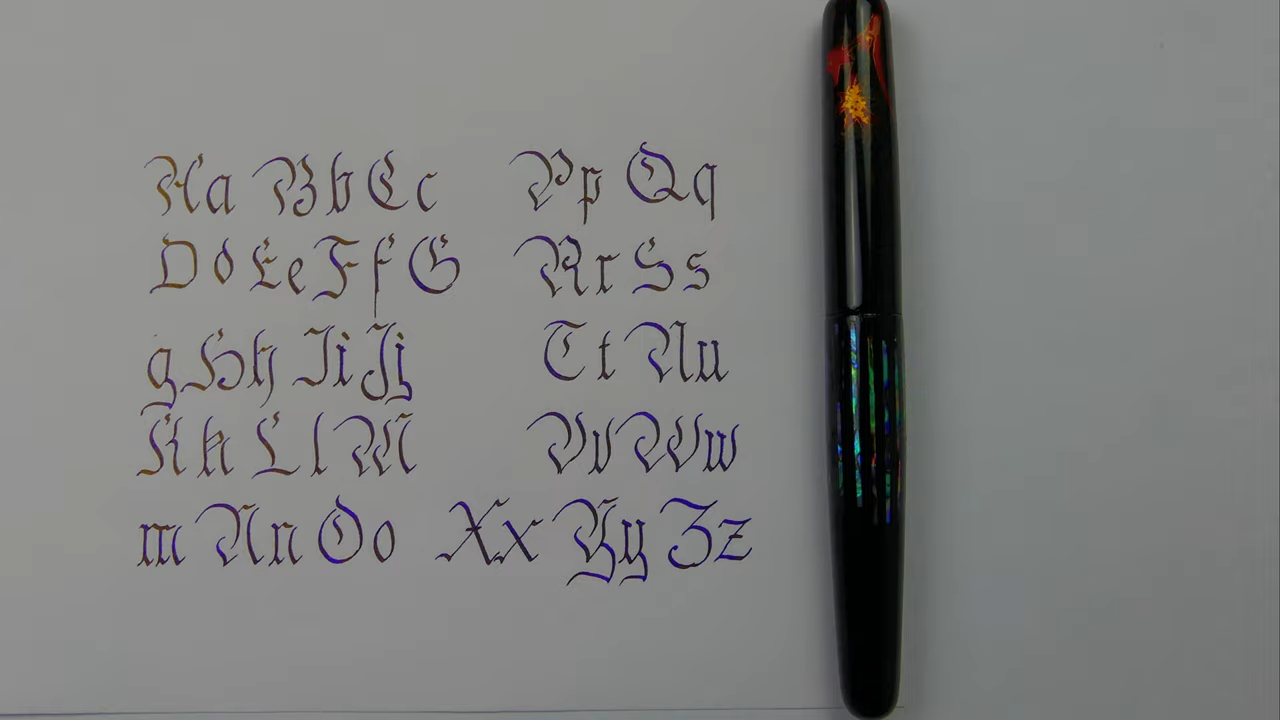 Aa Bb Cc
Dd Ee Ff G
g Hh Ii Jj
Kk Ll M
m Nn Oo
Pp Qq
Rr Ss
Tt Uu
Vv Ww
Xx Yy Zz